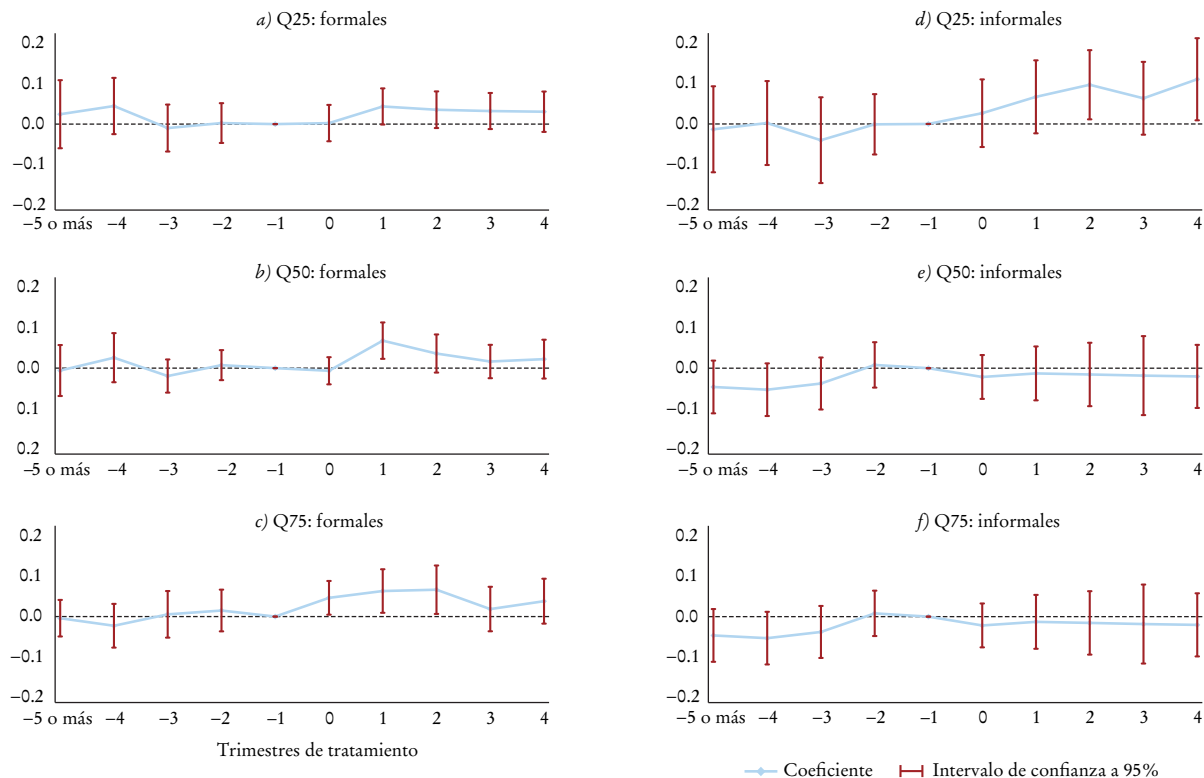 a) Q25: formales
0.2
0.1
0.0
−0.1
−0.2
−5 o más −4 −3 −2 −1 0 1 2 3 4
d) Q25: informales
0.2
0.1
0.0
−0.1
−0.2
−5 o más −4 −3 −2 −1 0 1 2 3 4
b) Q50: formales
0.2
0.1
0.0
0.1
0.2
−5 o más −4 −3 −2 −1 0 1 2 3 4
e) Q50: informales
0.2
0.1
0.0
−0.1
0.2
−5 o más −4 −3 −2 −1 0 1 2 3 4
c) Q75: formales
0.2
0.1
0.0
−0.1
−0.2
−5 o más −4 −3 −2 −1 0 1 2 3 4
Trimestres de tratamiento
f) Q75: informales
0.2
0.1
0.0
−0.1
−0.2
−5 o más −4 −3 −2 −1 0 1 2 3 4
Coeficiente Intervalo de confianza a 95%